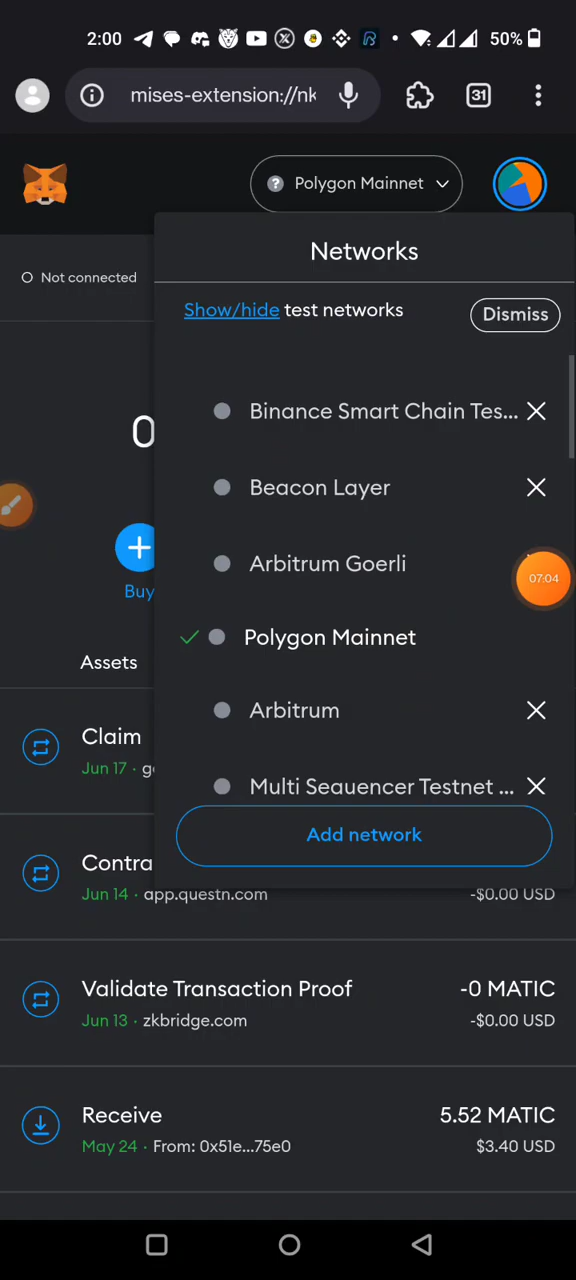 2:00
50%
mises-extension://nk
31
Polygon Mainnet
Networks
Not connected
Show/hide test networks
Dismiss
Binance Smart Chain Tes...
0
Beacon Layer
Arbitrum Goerli
07:04
Buy
Polygon Mainnet
Assets
Arbitrum
Claim
Jun 17 · g
Multi Sequencer Testnet ...
Add network
Contra
Jun 14 · app.questn.com
-$0.00 USD
Validate Transaction Proof
-0 MATIC
Jun 13 · zkbridge.com
-$0.00 USD
Receive
5.52 MATIC
May 24 · From: 0x51e...75e0
$3.40 USD